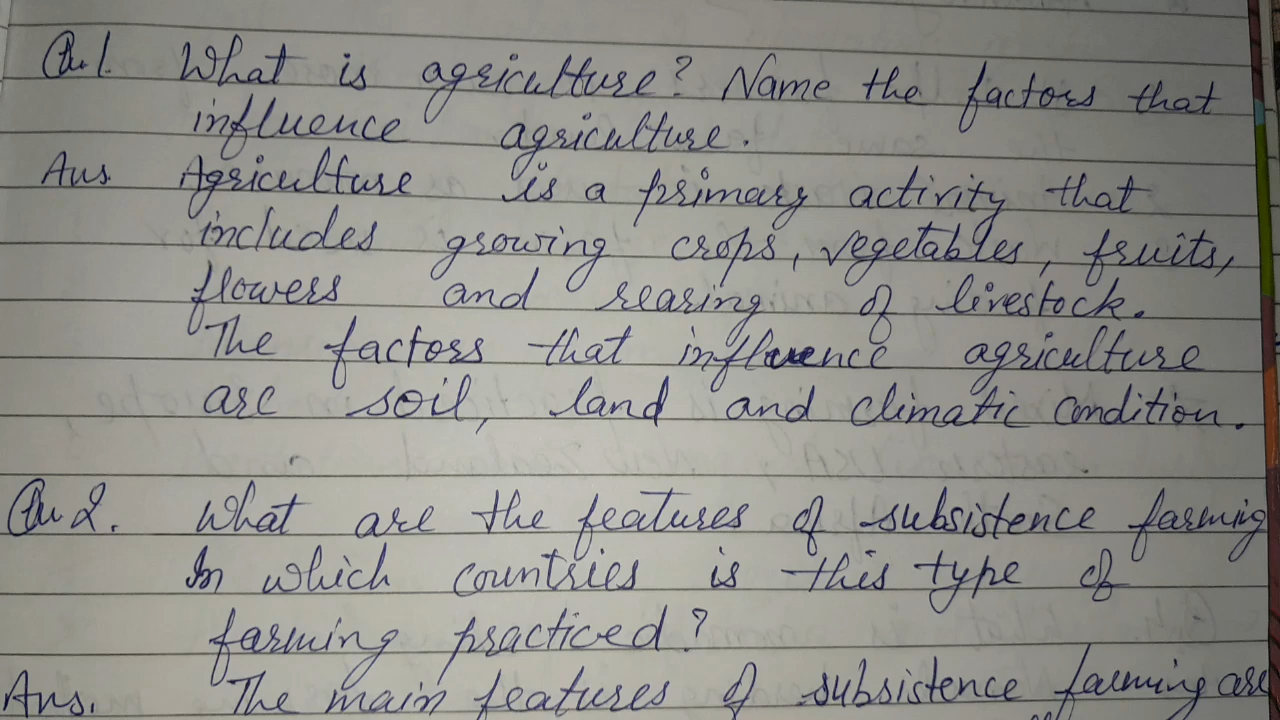 Qu 1. What is agriculture? Name the factors that
influence agriculture.
Ans Agriculture is a primary activity that
includes growing crops, vegetables, fruits,
flowers and rearing of livestock.
The factors that influence agriculture
are soil, land and climatic condition.
Qu 2. What are the features of subsistence farming
In which countries is this type of
farming practiced?
Ans. The main features of subsistence farming are